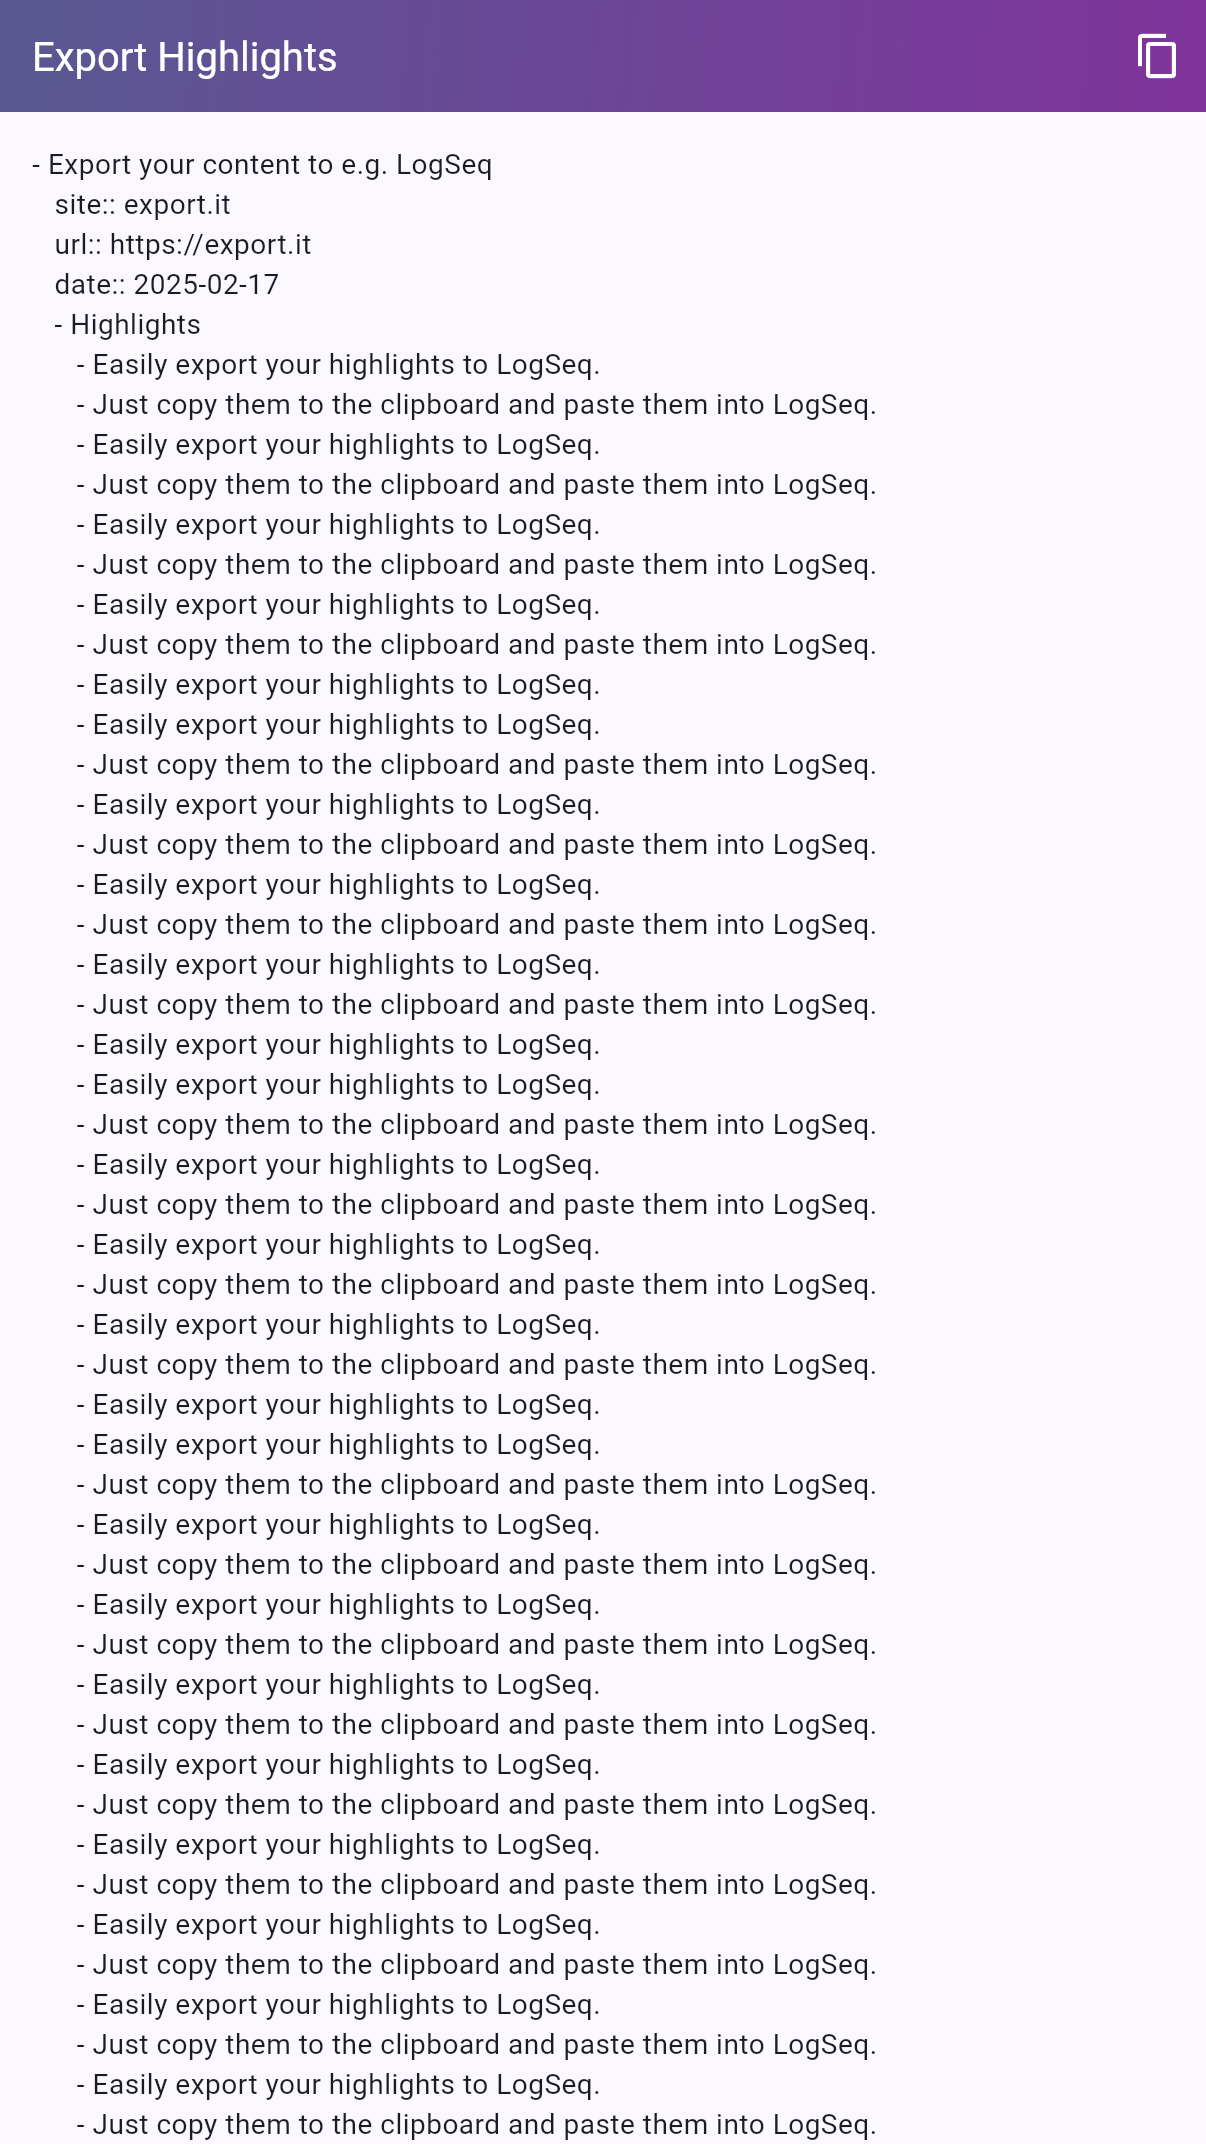 Export Highlights
- Export your content to e.g. LogSeq
site:: export.it
url:: https://export.it
date:: 2025-02-17
- Highlights
- Easily export your highlights to LogSeq.
- Just copy them to the clipboard and paste them into LogSeq.
- Easily export your highlights to LogSeq.
- Just copy them to the clipboard and paste them into LogSeq.
- Easily export your highlights to LogSeq.
- Just copy them to the clipboard and paste them into LogSeq.
- Easily export your highlights to LogSeq.
- Just copy them to the clipboard and paste them into LogSeq.
- Easily export your highlights to LogSeq.
- Easily export your highlights to LogSeq.
- Just copy them to the clipboard and paste them into LogSeq.
- Easily export your highlights to LogSeq.
- Just copy them to the clipboard and paste them into LogSeq.
- Easily export your highlights to LogSeq.
- Just copy them to the clipboard and paste them into LogSeq.
- Easily export your highlights to LogSeq.
- Just copy them to the clipboard and paste them into LogSeq.
- Easily export your highlights to LogSeq.
- Easily export your highlights to LogSeq.
- Just copy them to the clipboard and paste them into LogSeq.
- Easily export your highlights to LogSeq.
- Just copy them to the clipboard and paste them into LogSeq.
- Easily export your highlights to LogSeq.
- Just copy them to the clipboard and paste them into LogSeq.
- Easily export your highlights to LogSeq.
- Just copy them to the clipboard and paste them into LogSeq.
- Easily export your highlights to LogSeq.
- Easily export your highlights to LogSeq.
- Just copy them to the clipboard and paste them into LogSeq.
- Easily export your highlights to LogSeq.
- Just copy them to the clipboard and paste them into LogSeq.
- Easily export your highlights to LogSeq.
- Just copy them to the clipboard and paste them into LogSeq.
- Easily export your highlights to LogSeq.
- Just copy them to the clipboard and paste them into LogSeq.
- Easily export your highlights to LogSeq.
- Just copy them to the clipboard and paste them into LogSeq.
- Easily export your highlights to LogSeq.
- Just copy them to the clipboard and paste them into LogSeq.
- Easily export your highlights to LogSeq.
- Just copy them to the clipboard and paste them into LogSeq.
- Easily export your highlights to LogSeq.
- Just copy them to the clipboard and paste them into LogSeq.
- Easily export your highlights to LogSeq.
- Just copy them to the clipboard and paste them into LogSeq.